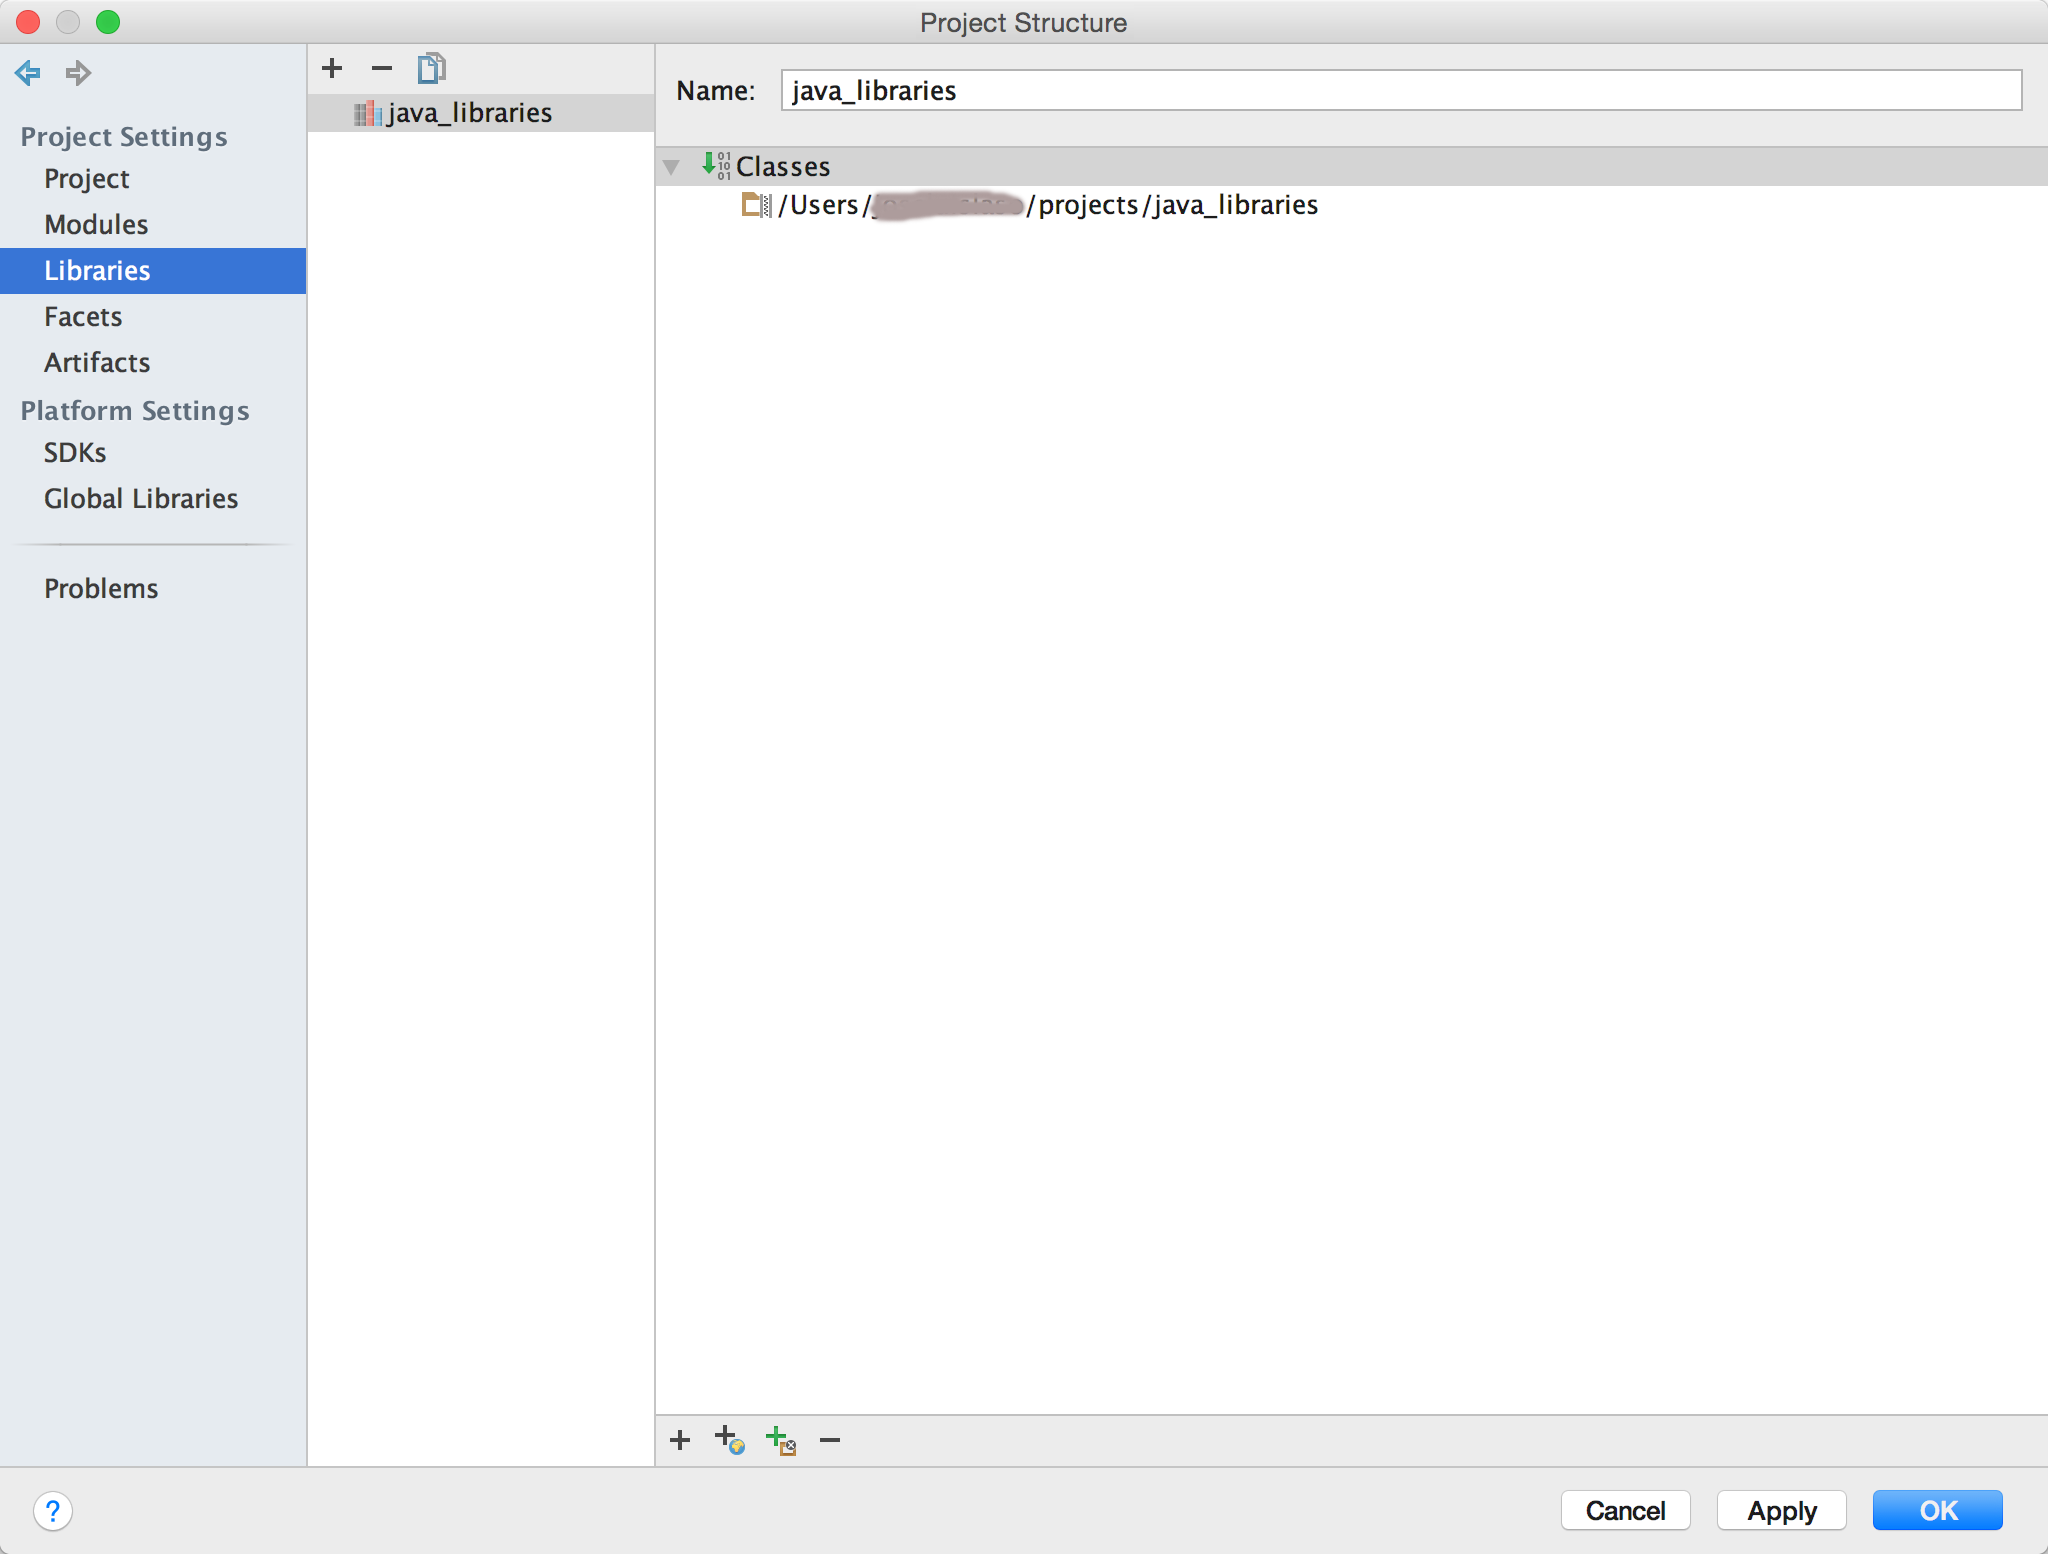 Project Structure
Project Settings
Project
Modules
Libraries
Facets
Artifacts
Platform Settings
SDKs
Global Libraries
Problems
java_libraries
Name: java_libraries
Classes
/Users/ /projects/java_libraries
?
Cancel Apply OK